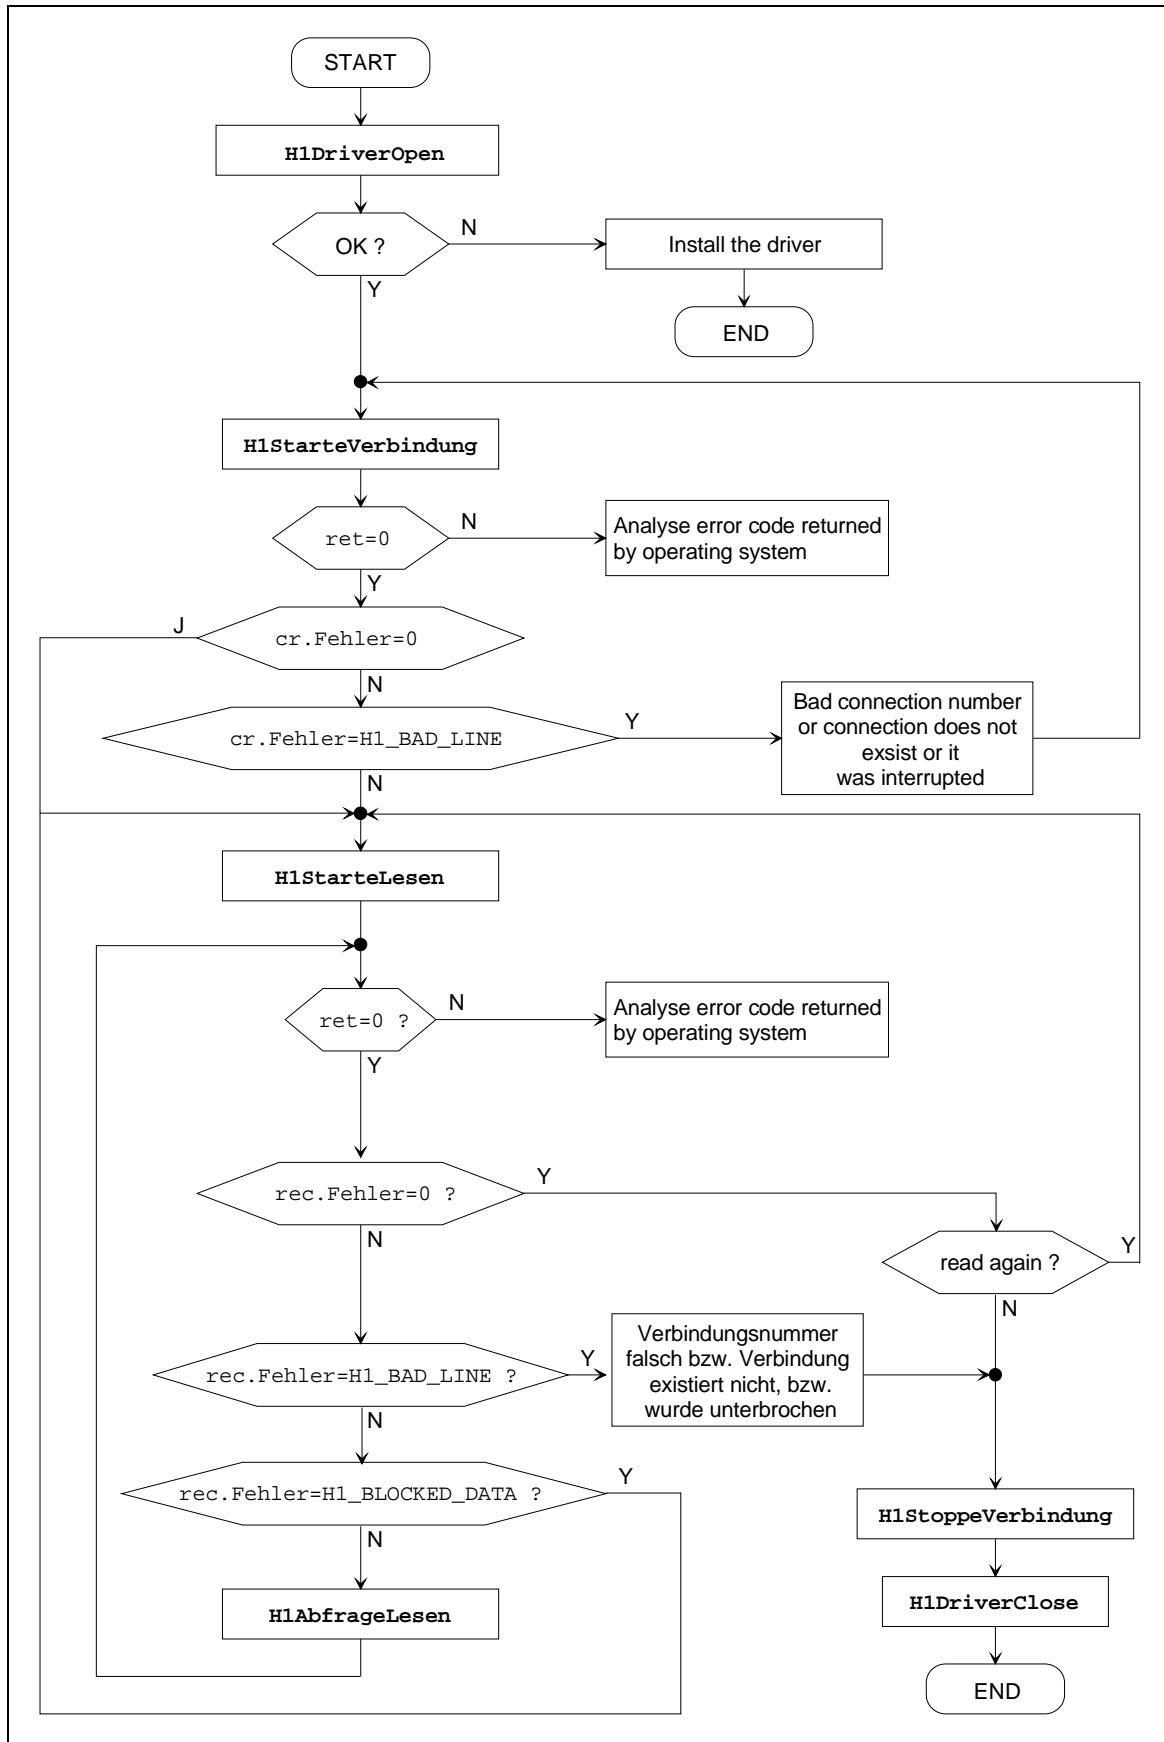 START
H1DriverOpen
OK ?
N
Install the driver
Y
END
H1StarteVerbindung
ret=0
N
Analyse error code returned
by operating system
Y
J
cr.Fehler=0
N
cr.Fehler=H1_BAD_LINE
Y
Bad connection number
or connection does not
exsist or it
was interrupted
N
H1StarteLesen
ret=0 ?
N
Analyse error code returned
by operating system
Y
rec.Fehler=0 ?
Y
N
read again ?
Y
N
rec.Fehler=H1_BAD_LINE ?
Y
Verbindungsnummer
falsch bzw. Verbindung
existiert nicht, bzw.
wurde unterbrochen
N
rec.Fehler=H1_BLOCKED_DATA ?
Y
N
H1StoppeVerbindung
H1AbfrageLesen
H1DriverClose
END